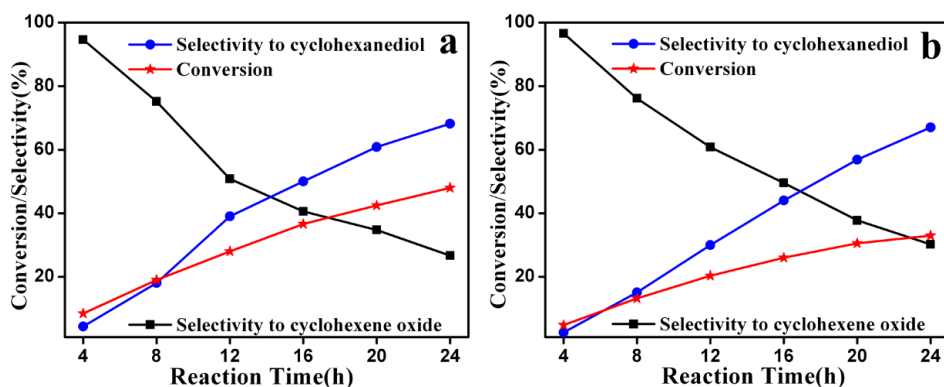 100
80
60
40
20
Conversion/Selectivity(%)
Selectivity to cyclohexanediol
Conversion
a
Selectivity to cyclohexene oxide
4 8 12 16 20 24
Reaction Time(h)
100
80
60
40
20
Conversion/Selectivity(%)
Selectivity to cyclohexanediol
Conversion
b
Selectivity to cyclohexene oxide
4 8 12 16 20 24
Reaction Time(h)